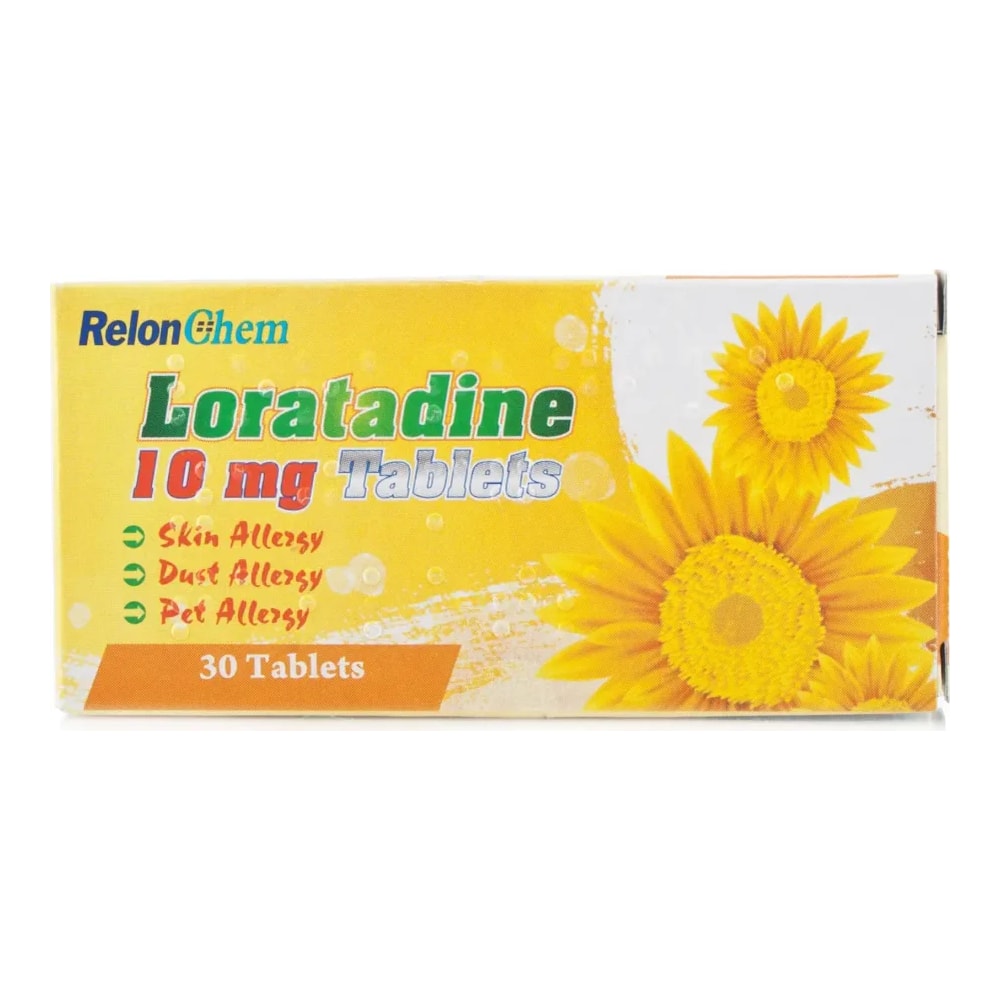 RelonChem
Loratadine
10 mg Tablets
Skin Allergy
Dust Allergy
Pet Allergy
30 Tablets